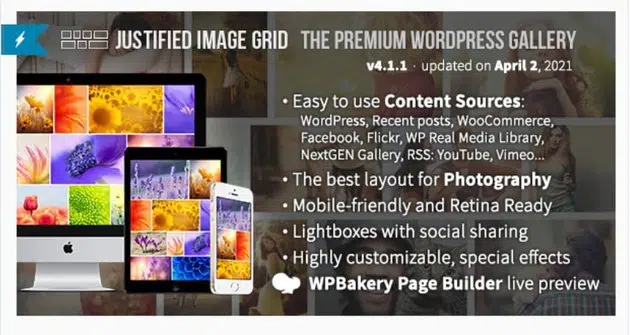 JUSTIFIED IMAGE GRID THE PREMIUM WORDPRESS GALLERY
v4.1.1 · updated on April 2, 2021
• Easy to use Content Sources:
WordPress, Recent posts, WooCommerce,
Facebook, Flickr, WP Real Media Library,
NextGEN Gallery, RSS: YouTube, Vimeo...
• The best layout for Photography
• Mobile-friendly and Retina Ready
• Lightboxes with social sharing
• Highly customizable, special effects
WPBakery Page Builder live preview